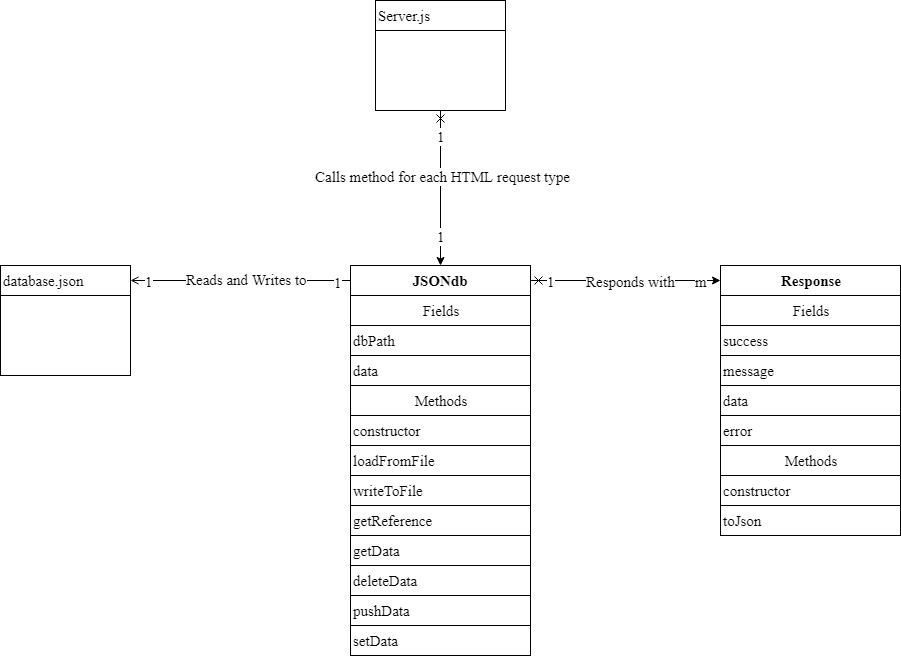 Server.js
1
Calls method for each HTML request type
1
database.json
1
Reads and Writes to
1
JSONdb
Fields
dbPath
data
Methods
constructor
loadFromFile
writeToFile
getReference
getData
deleteData
pushData
setData
1
Responds with
m
Response
Fields
success
message
data
error
Methods
constructor
toJson